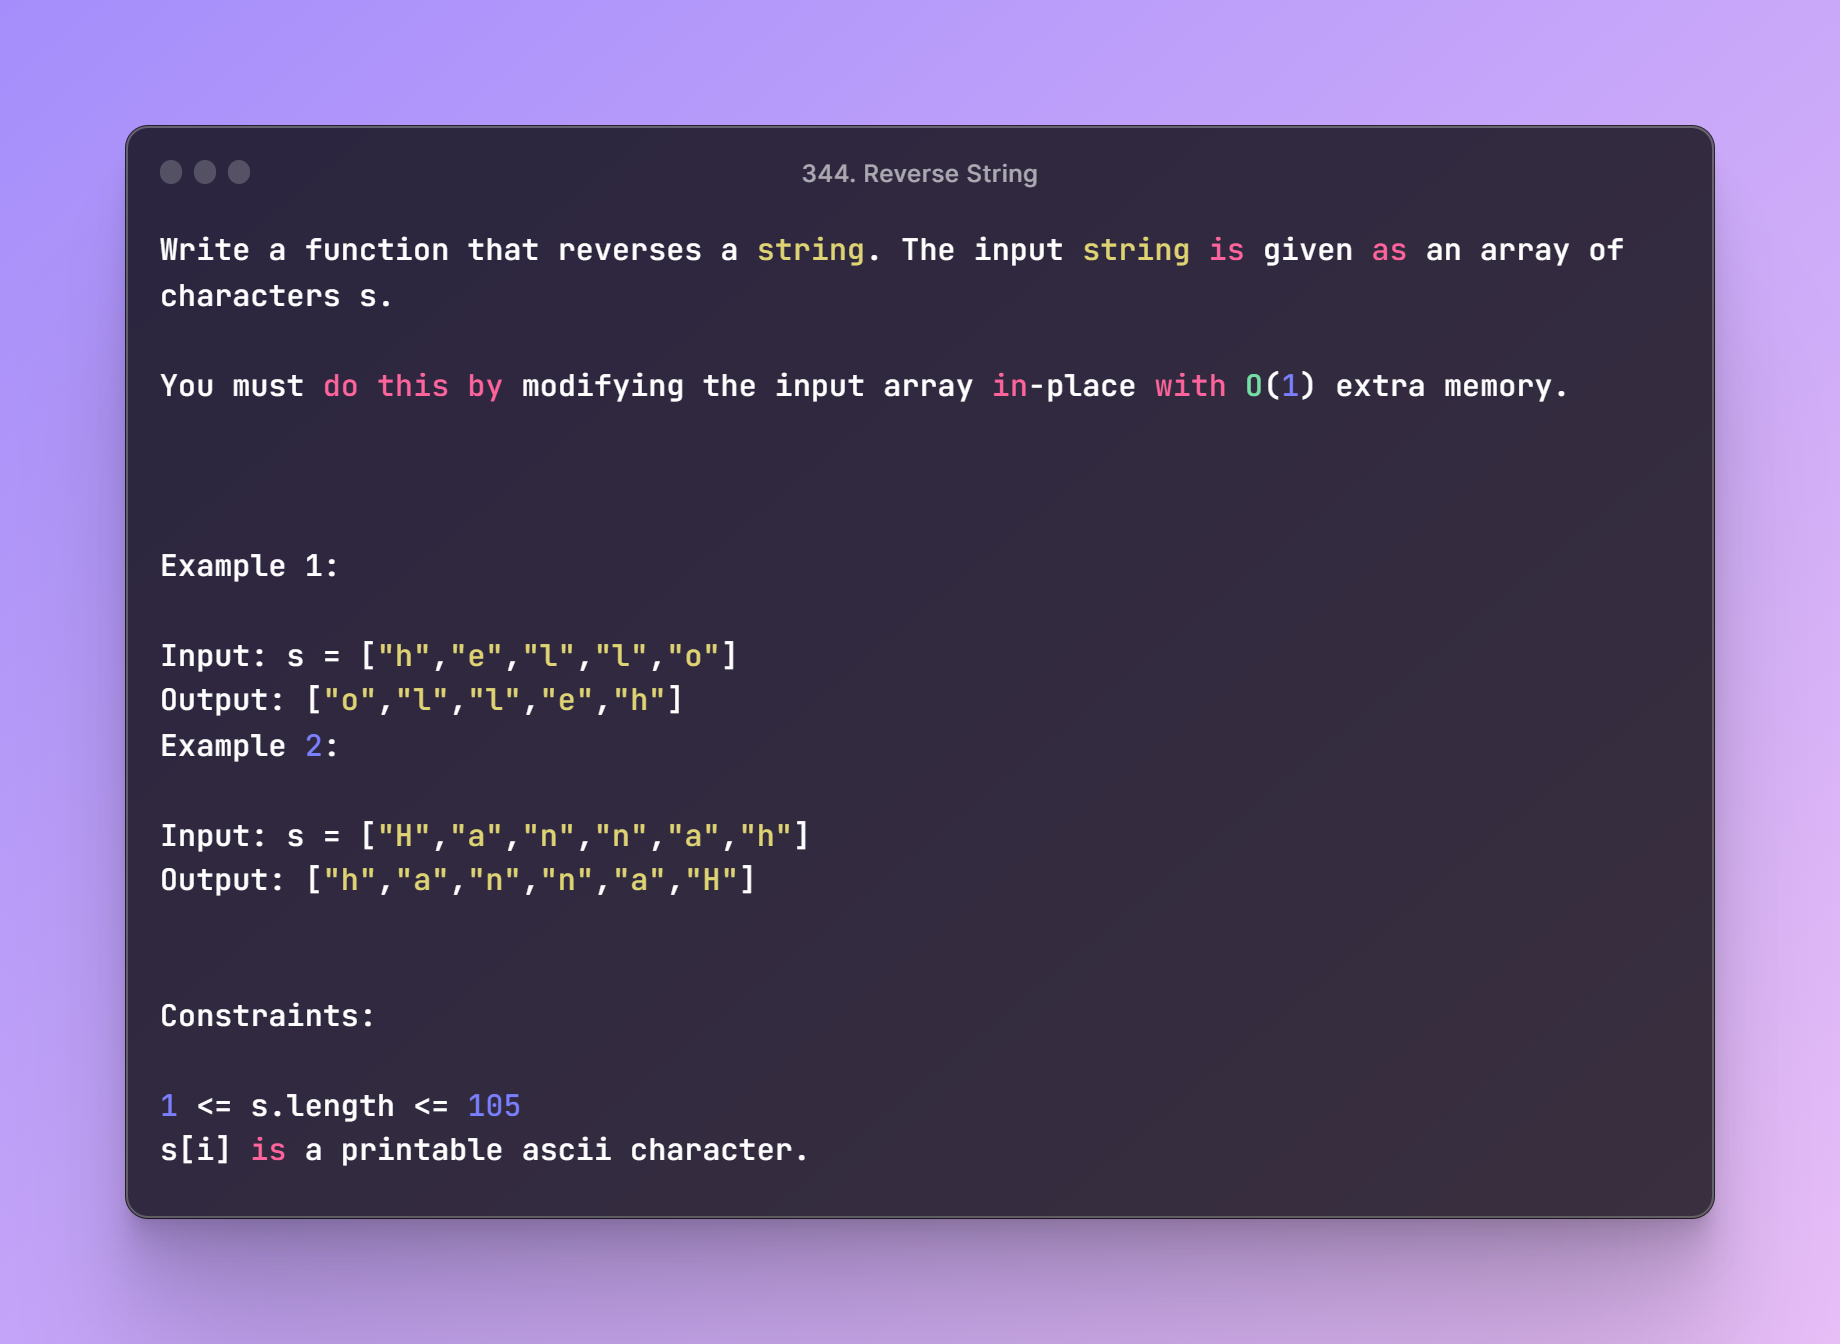 344. Reverse String
Write a function that reverses a string. The input string is given as an array of
characters s.
You must do this by modifying the input array in-place with O(1) extra memory.
Example 1:
Input: s = ["h","e","l","l","o"]
Output: ["o","l","l","e","h"]
Example 2:
Input: s = ["H","a","n","n","a","h"]
Output: ["h","a","n","n","a","H"]
Constraints:
1 <= s.length <= 105
s[i] is a printable ascii character.